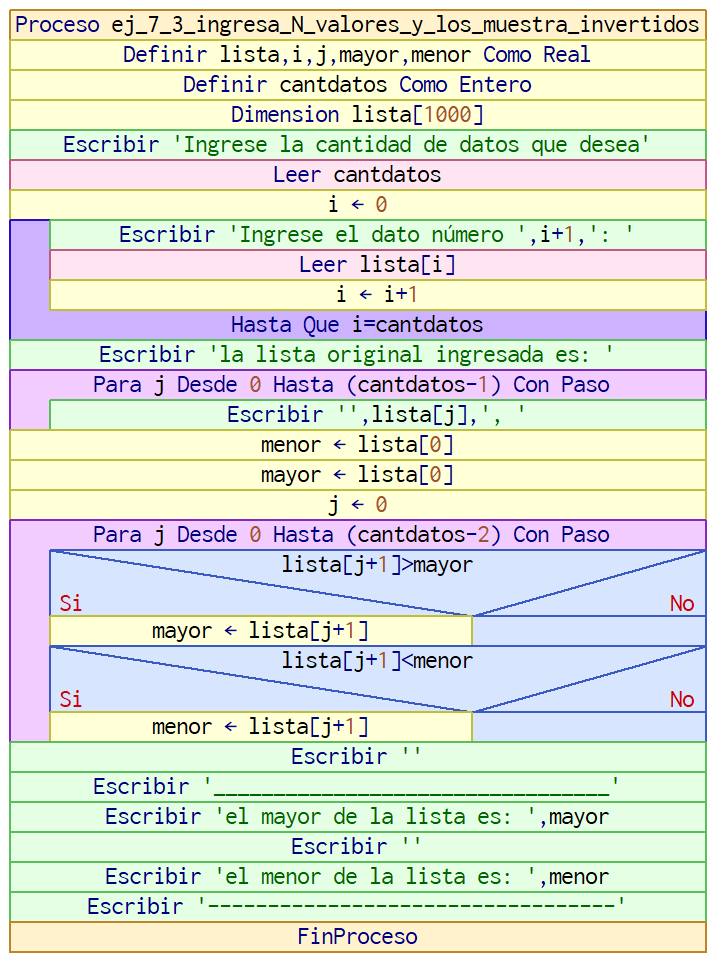 Proceso ej_7_3_ingresa_N_valores_y_los_muestra_invertidos
Definir lista,i,j,mayor,menor Como Real
Definir cantdatos Como Entero
Dimension lista[1000]
Escribir 'Ingrese la cantidad de datos que desea'
Leer cantdatos
i ← 0
Escribir 'Ingrese el dato número ',i+1,': '
Leer lista[i]
i ← i+1
Hasta Que i=cantdatos
Escribir 'la lista original ingresada es: '
Para j Desde 0 Hasta (cantdatos-1) Con Paso
Escribir '',lista[j],', '
menor ← lista[0]
mayor ← lista[0]
j ← 0
Para j Desde 0 Hasta (cantdatos-2) Con Paso
lista[j+1]>mayor
Si No
mayor ← lista[j+1]
lista[j+1]<menor
Si No
menor ← lista[j+1]
Escribir ''
Escribir '_________________________________'
Escribir 'el mayor de la lista es: ',mayor
Escribir ''
Escribir 'el menor de la lista es: ',menor
Escribir '----------------------------------'
FinProceso